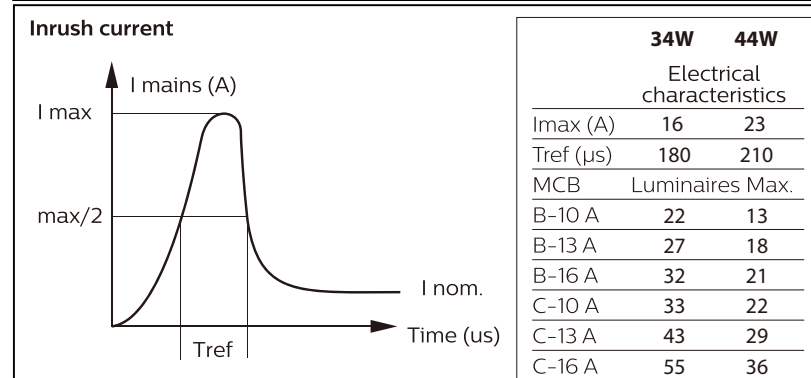 Inrush current
I mains (A)
I max
max/2
I nom.
Time (us)
Tref
34W 44W
Electrical
characteristics
Imax (A) 16 23
Tref (µs) 180 210
MCB Luminaires Max.
B-10 A 22 13
B-13 A 27 18
B-16 A 32 21
C-10 A 33 22
C-13 A 43 29
C-16 A 55 36